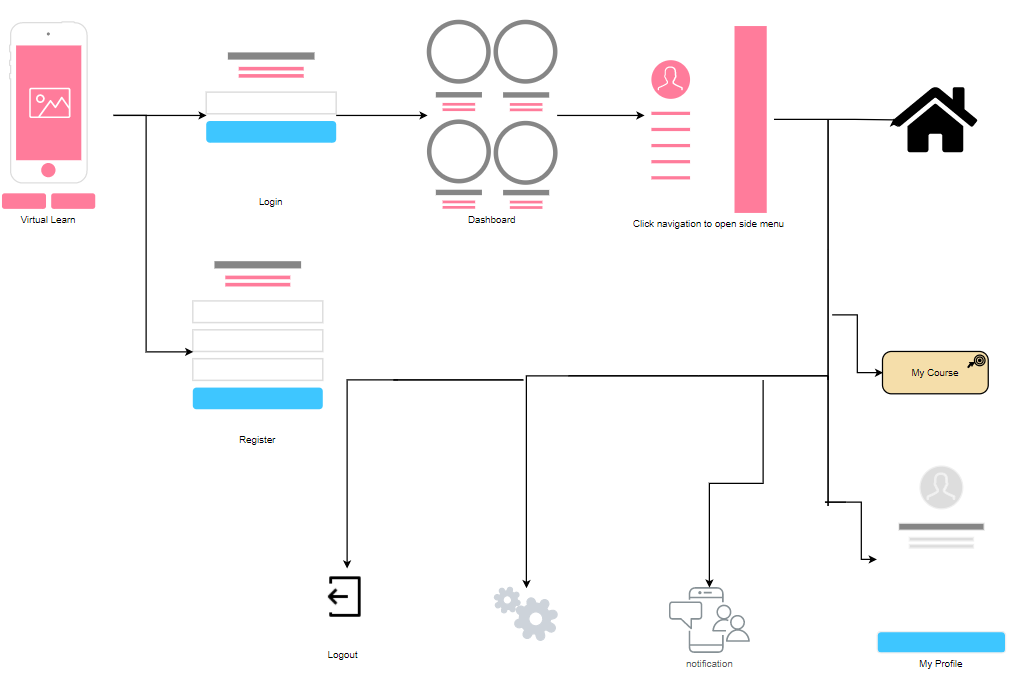 Virtual Learn
Login
Dashboard
Click navigation to open side menu
Register
My Course
Logout
notification
My Profile